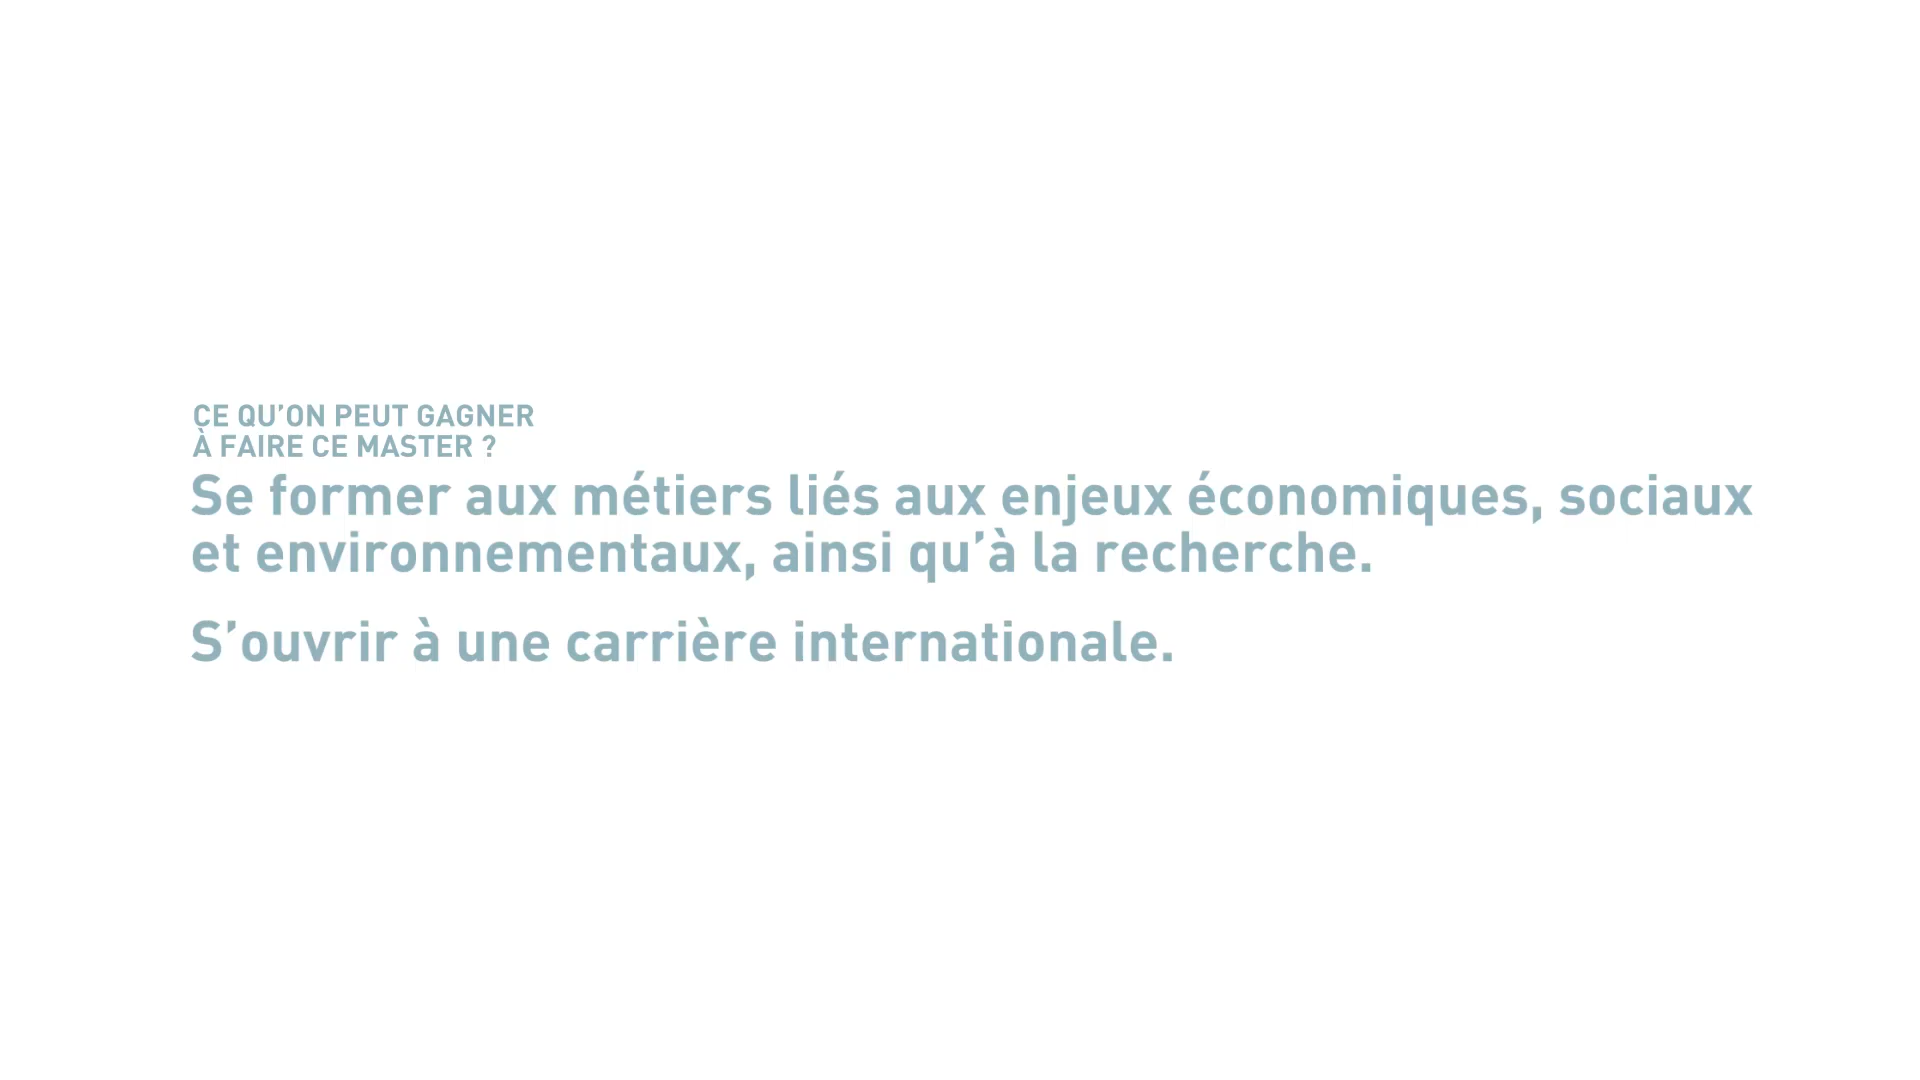 CE QU’ON PEUT GAGNER
À FAIRE CE MASTER ?
Se former aux métiers liés aux enjeux économiques, sociaux
et environnementaux, ainsi qu’à la recherche.
S’ouvrir à une carrière internationale.